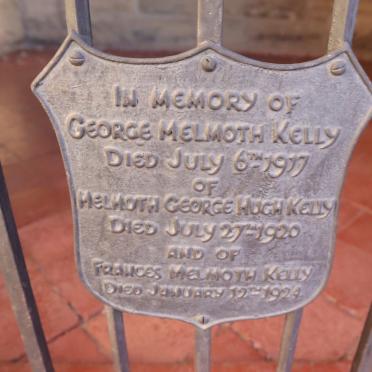 IN MEMORY OF
GEORGE MELMOTH KELLY
DIED JULY 6TH 1917
OF
MELMOTH GEORGE HUGH KELLY
DIED JULY 27TH 1920
AND OF
FRANCES MELMOTH KELLY
DIED JANUARY 12TH 1924